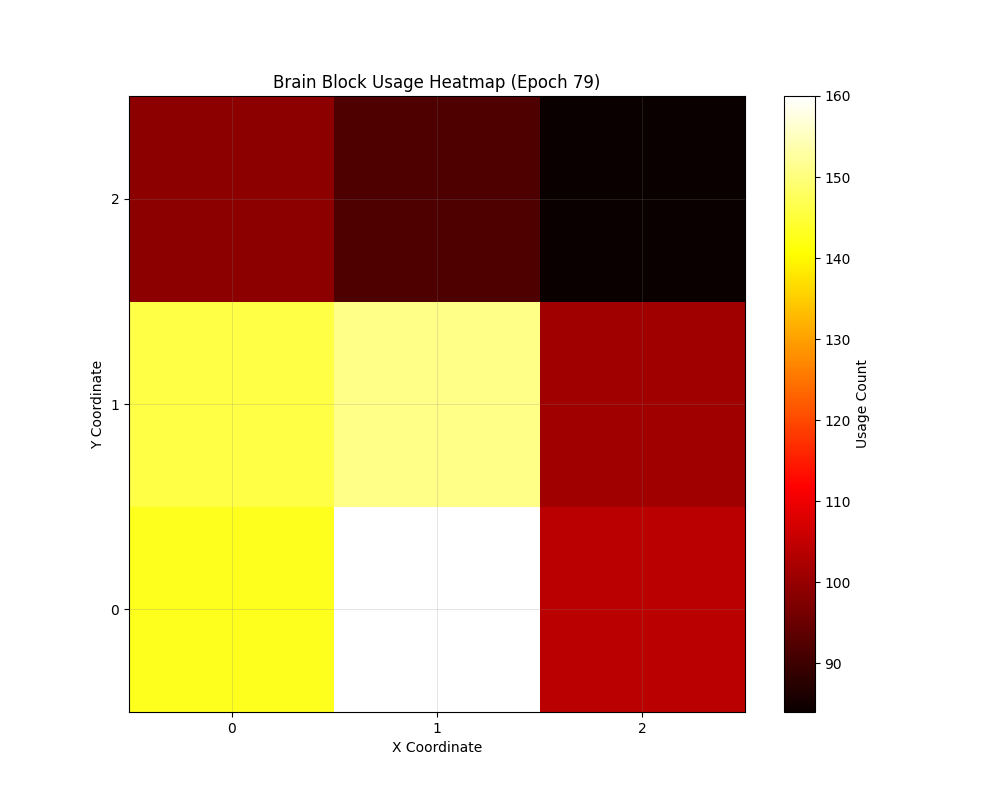 Brain Block Usage Heatmap (Epoch 79)
2
1
0
Y Coordinate
0 1 2
X Coordinate
160
150
140
130
120
110
100
90
Usage Count